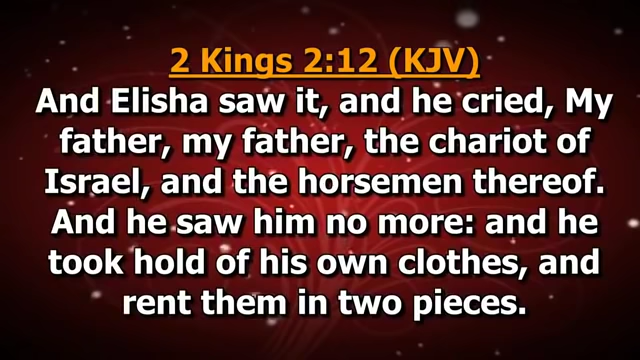 2 Kings 2:12 (KJV)
And Elisha saw it, and he cried, My
father, my father, the chariot of
Israel, and the horsemen thereof.
And he saw him no more: and he
took hold of his own clothes, and
rent them in two pieces.